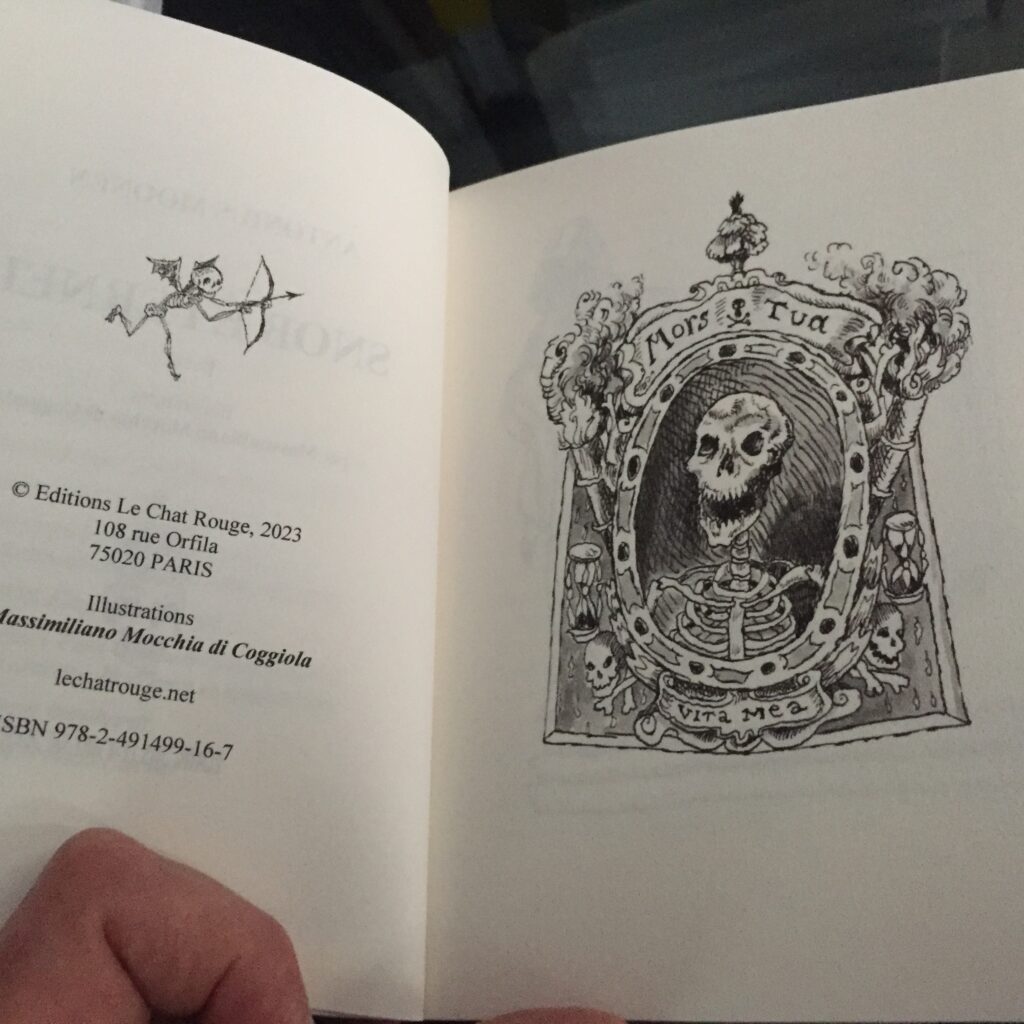 © Editions Le Chat Rouge, 2023
108 rue Orfila
75020 PARIS
Illustrations
Massimiliano Mocchia di Coggiola
lechatrouge.net
ISBN 978-2-491499-16-7
Mors Tua
VITA MEA